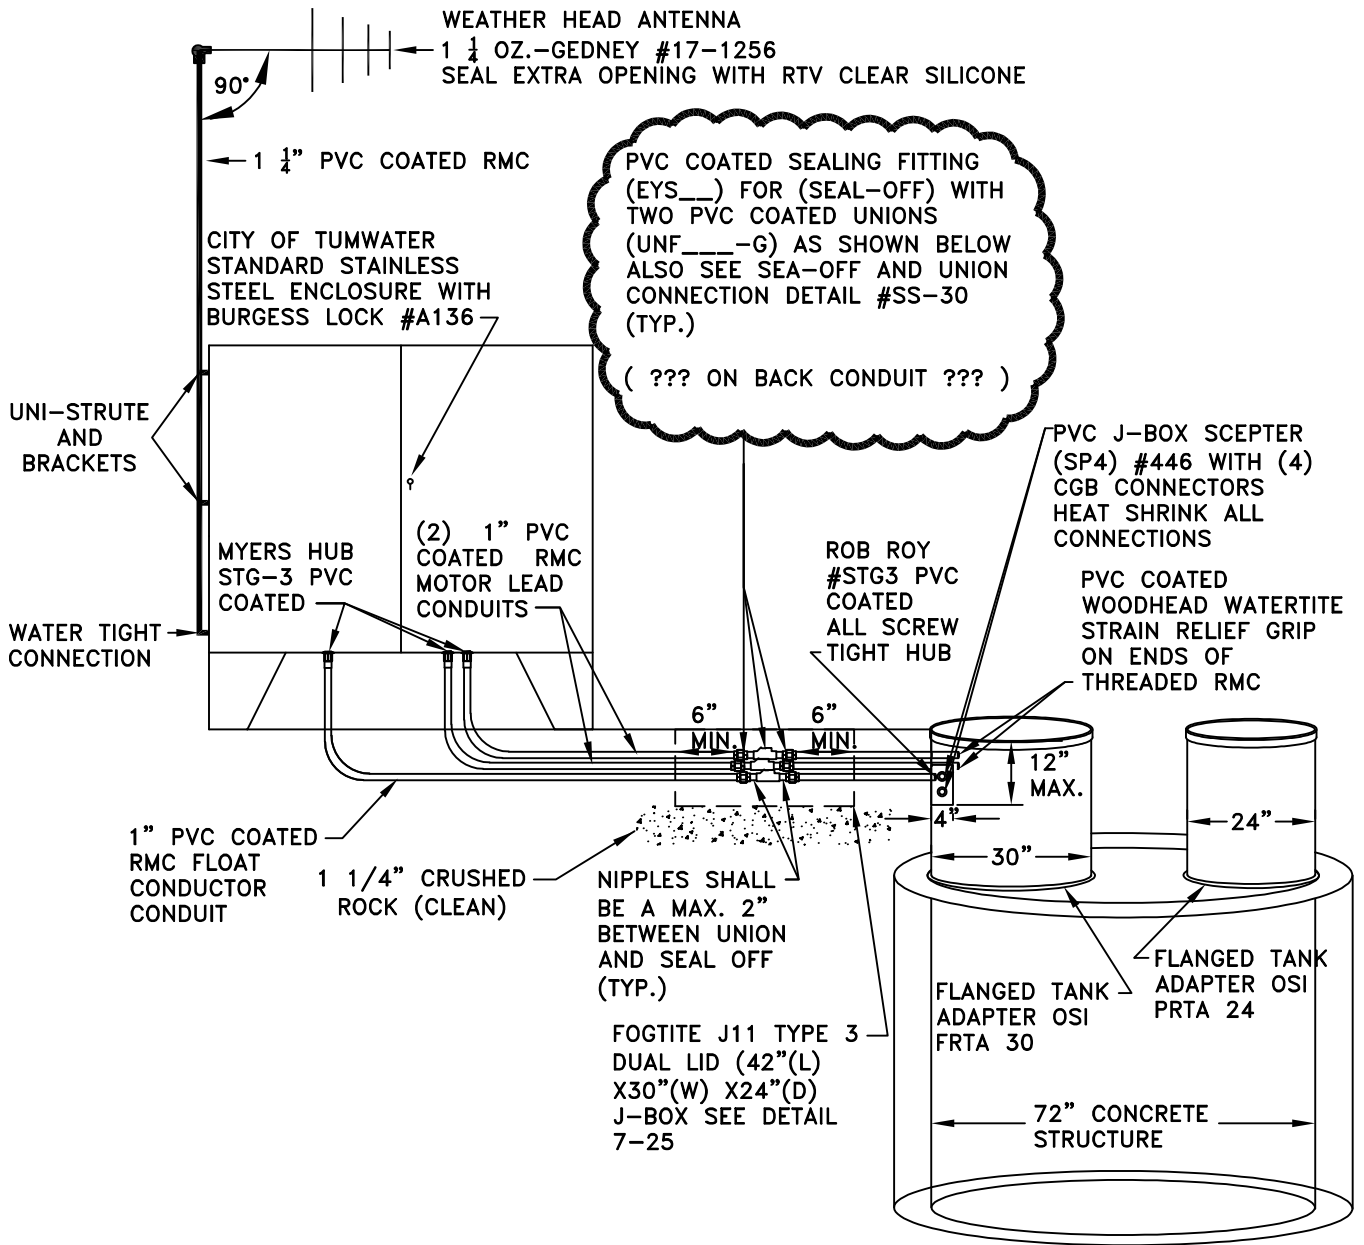 WEATHER HEAD ANTENNA
1 1/4 OZ.-GEDNEY #17-1256
SEAL EXTRA OPENING WITH RTV CLEAR SILICONE
90°
1 1/4" PVC COATED RMC
PVC COATED SEALING FITTING
(EYS__) FOR (SEAL-OFF) WITH
TWO PVC COATED UNIONS
(UNF___-G) AS SHOWN BELOW
ALSO SEE SEA-OFF AND UNION
CONNECTION DETAIL #SS-30
(TYP.)
( ??? ON BACK CONDUIT ??? )
CITY OF TUMWATER
STANDARD STAINLESS
STEEL ENCLOSURE WITH
BURGESS LOCK #A136
UNI-STRUTE
AND
BRACKETS
PVC J-BOX SCEPTER
(SP4) #446 WITH (4)
CGB CONNECTORS
HEAT SHRINK ALL
CONNECTIONS
MYERS HUB
STG-3 PVC
COATED
(2) 1" PVC
COATED RMC
MOTOR LEAD
CONDUITS
ROB ROY
#STG3 PVC
COATED
ALL SCREW
TIGHT HUB
PVC COATED
WOODHEAD WATERTITE
STRAIN RELIEF GRIP
ON ENDS OF
THREADED RMC
WATER TIGHT
CONNECTION
6"
MIN.
6"
MIN.
12"
MAX.
4"
30"
24"
1" PVC COATED
RMC FLOAT
CONDUCTOR
CONDUIT
1 1/4" CRUSHED
ROCK (CLEAN)
NIPPLES SHALL
BE A MAX. 2"
BETWEEN UNION
AND SEAL OFF
(TYP.)
FLANGED TANK
ADAPTER OSI
FRTA 30
FLANGED TANK
ADAPTER OSI
PRTA 24
FOGTITE J11 TYPE 3
DUAL LID (42"(L)
X30"(W) X24"(D)
J-BOX SEE DETAIL
7-25
72" CONCRETE
STRUCTURE